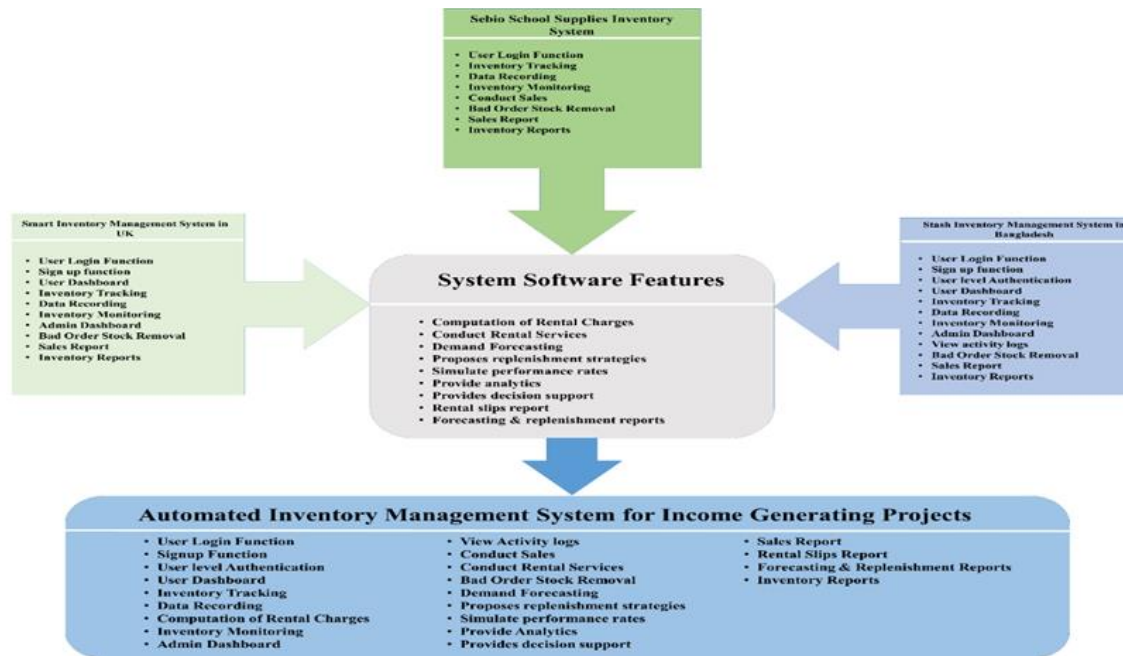 Sebio School Supplies Inventory
System
• User Login Function
• Inventory Tracking
• Data Recording
• Inventory Monitoring
• Conduct Sales
• Bad Order Stock Removal
• Sales Report
• Inventory Reports
Smart Inventory Management System in
UK
• User Login Function
• Sign up function
• User Dashboard
• Inventory Tracking
• Data Recording
• Inventory Monitoring
• Admin Dashboard
• Bad Order Stock Removal
• Sales Report
• Inventory Reports
System Software Features
• Computation of Rental Charges
• Conduct Rental Services
• Demand Forecasting
• Proposes replenishment strategies
• Simulate performance rates
• Provide analytics
• Provides decision support
• Rental slips report
• Forecasting & replenishment reports
Stash Inventory Management System in
Bangladesh
• User Login Function
• Sign up function
• User level Authentication
• User Dashboard
• Inventory Tracking
• Data Recording
• Inventory Monitoring
• Admin Dashboard
• View activity logs
• Bad Order Stock Removal
• Sales Report
• Inventory Reports
Automated Inventory Management System for Income Generating Projects
• User Login Function
• Signup Function
• User level Authentication
• User Dashboard
• Inventory Tracking
• Data Recording
• Computation of Rental Charges
• Inventory Monitoring
• Admin Dashboard
• View Activity logs
• Conduct Sales
• Conduct Rental Services
• Bad Order Stock Removal
• Demand Forecasting
• Proposes replenishment strategies
• Simulate performance rates
• Provide Analytics
• Provides decision support
• Sales Report
• Rental Slips Report
• Forecasting & Replenishment Reports
• Inventory Reports